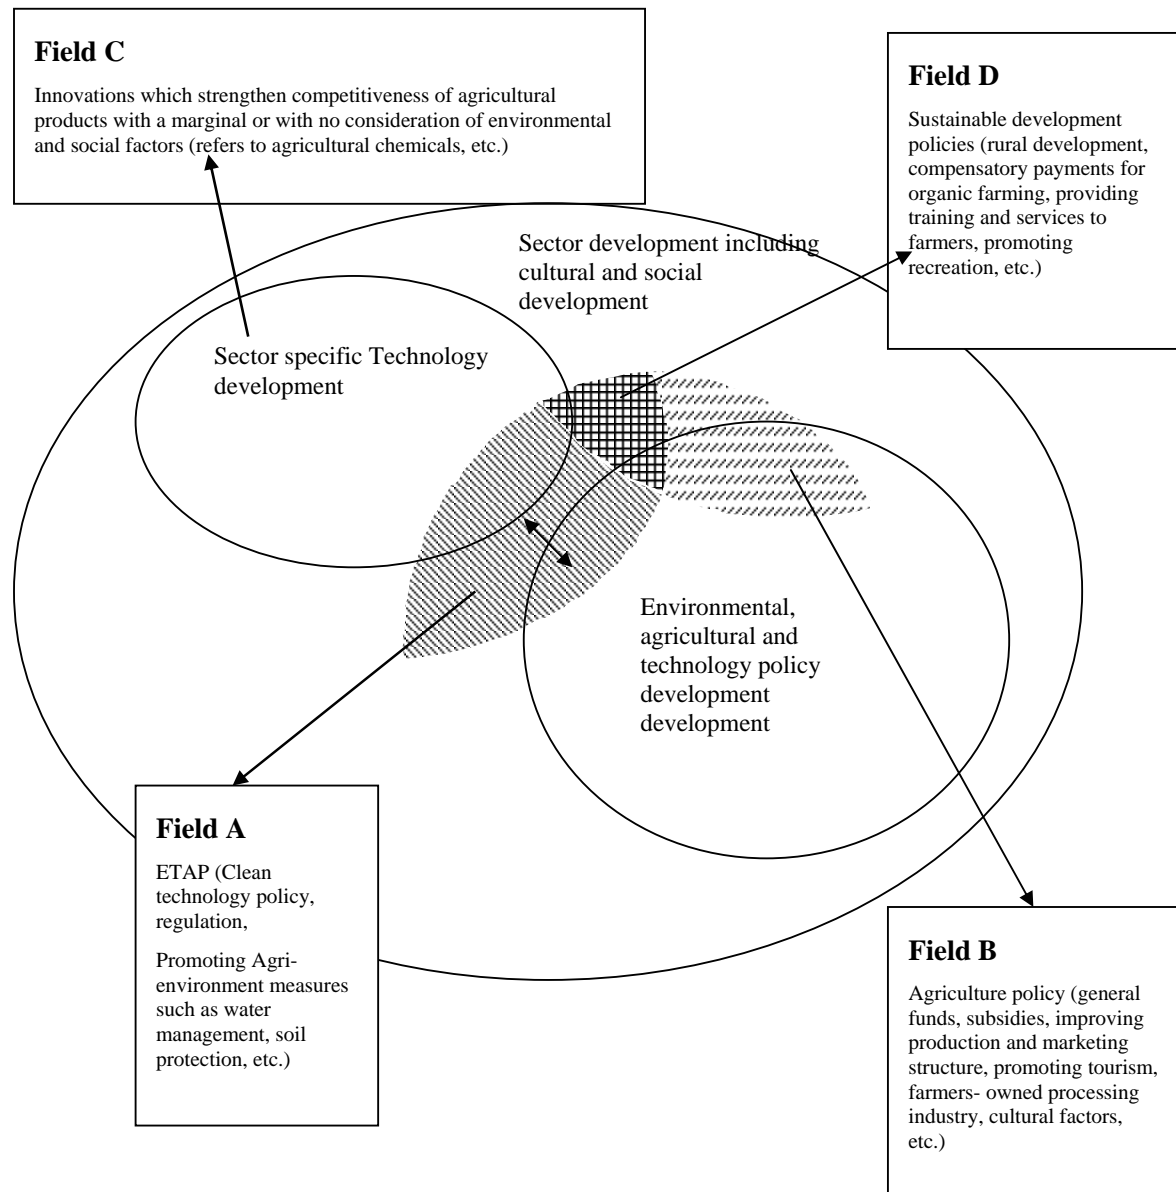 Field C
Innovations which strengthen competitiveness of agricultural
products with a marginal or with no consideration of environmental
and social factors (refers to agricultural chemicals, etc.)
Field D
Sustainable development
policies (rural development,
compensatory payments for
organic farming, providing
training and services to
farmers, promoting
recreation, etc.)
Sector development including
cultural and social
development
Sector specific Technology
development
Environmental,
agricultural and
technology policy
development
development
Field A
ETAP (Clean
technology policy,
regulation,
Promoting Agri-
environment measures
such as water
management, soil
protection, etc.)
Field B
Agriculture policy (general
funds, subsidies, improving
production and marketing
structure, promoting tourism,
farmers- owned processing
industry, cultural factors,
etc.)